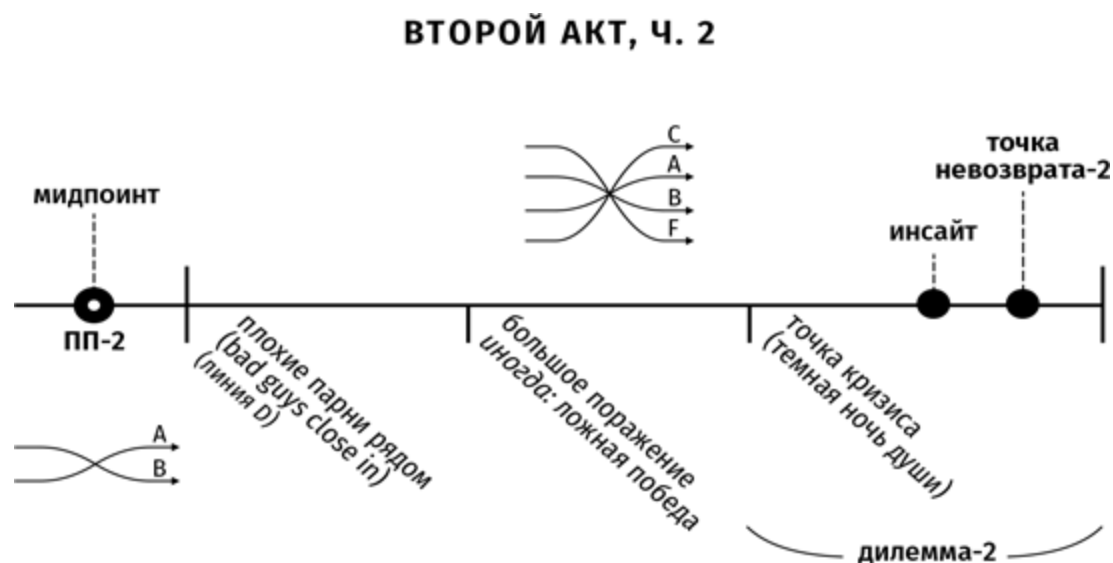 ВТОРОЙ АКТ, Ч. 2
мидпоинт
ПП-2
A
B
плохие парни рядом
(bad guys close in)
(линия D)
C
A
B
F
большое поражение
иногда: ложная победа
точка кризиса
(темная ночь души)
инсайт
точка
невозврата-2
дилемма-2